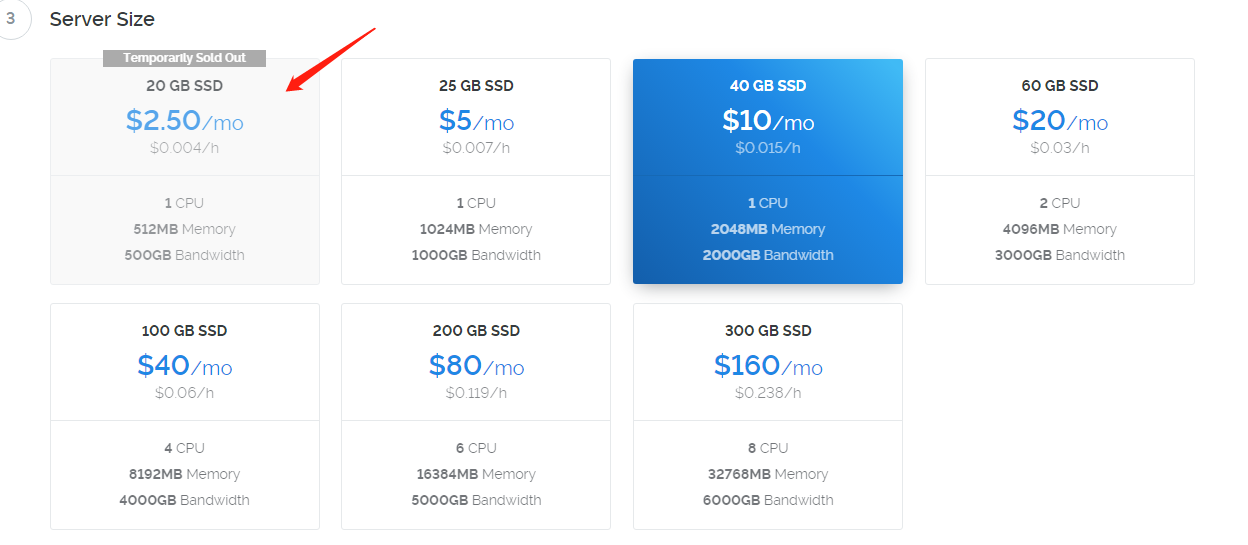 3
Server Size
Temporarily Sold Out
20 GB SSD
$2.50/mo
$0.004/h
1 CPU
512MB Memory
500GB Bandwidth
25 GB SSD
$5/mo
$0.007/h
1 CPU
1024MB Memory
1000GB Bandwidth
40 GB SSD
$10/mo
$0.015/h
1 CPU
2048MB Memory
2000GB Bandwidth
60 GB SSD
$20/mo
$0.03/h
2 CPU
4096MB Memory
3000GB Bandwidth
100 GB SSD
$40/mo
$0.06/h
4 CPU
8192MB Memory
4000GB Bandwidth
200 GB SSD
$80/mo
$0.119/h
6 CPU
16384MB Memory
5000GB Bandwidth
300 GB SSD
$160/mo
$0.238/h
8 CPU
32768MB Memory
6000GB Bandwidth